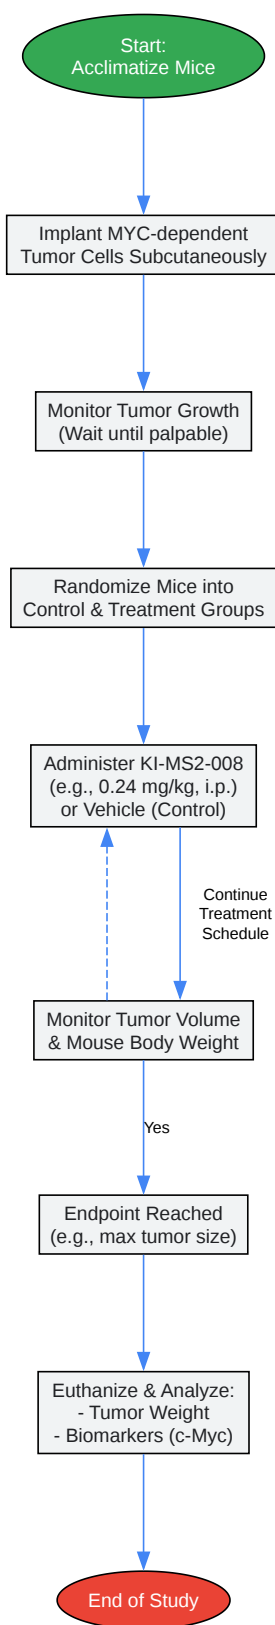 Start:
Acclimatize Mice
Implant MYC-dependent
Tumor Cells Subcutaneously
Monitor Tumor Growth
(Wait until palpable)
Randomize Mice into
Control & Treatment Groups
Administer KI-MS2-008
(e.g., 0.24 mg/kg, i.p.)
or Vehicle (Control)
Continue
Treatment
Schedule
Monitor Tumor Volume
& Mouse Body Weight
Yes
Endpoint Reached
(e.g., max tumor size)
Euthanize & Analyze:
- Tumor Weight
- Biomarkers (c-Myc)
End of Study